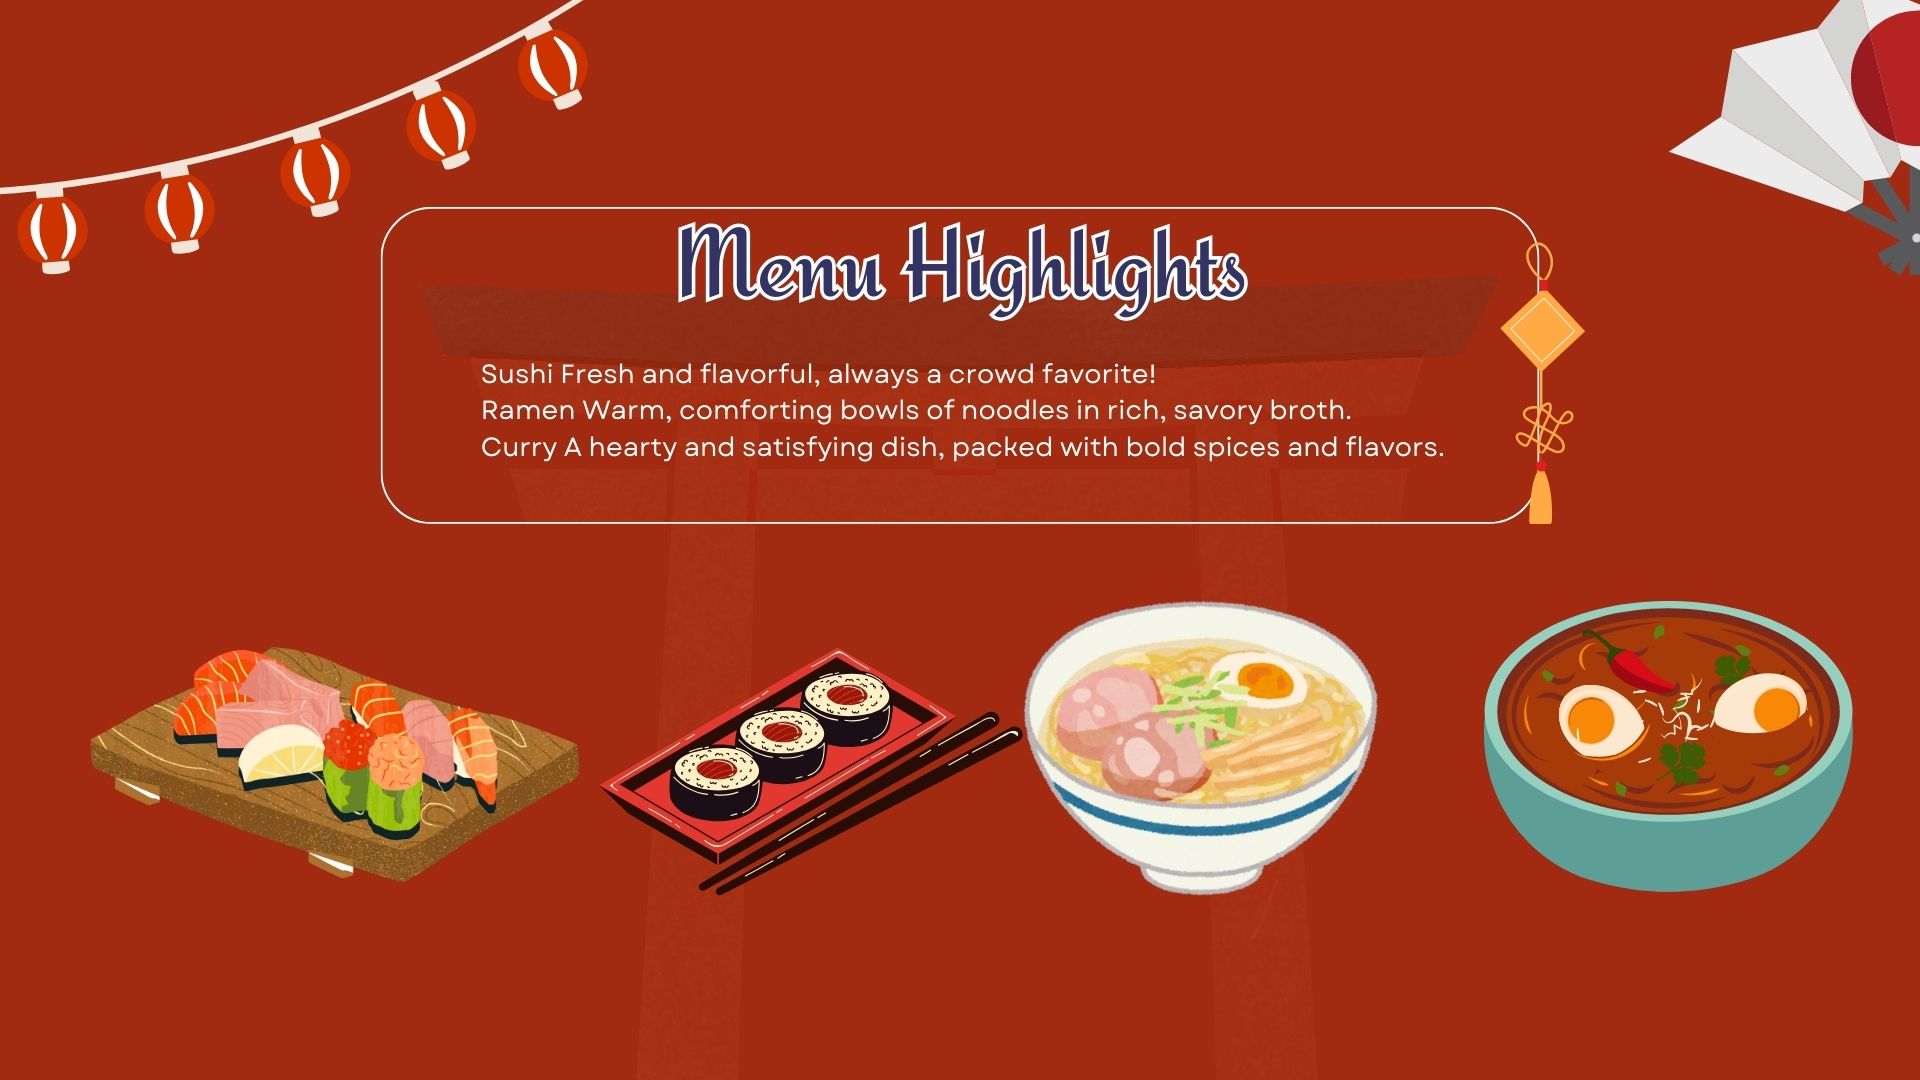 Menu Highlights
Sushi Fresh and flavorful, always a crowd favorite!
Ramen Warm, comforting bowls of noodles in rich, savory broth.
Curry A hearty and satisfying dish, packed with bold spices and flavors.